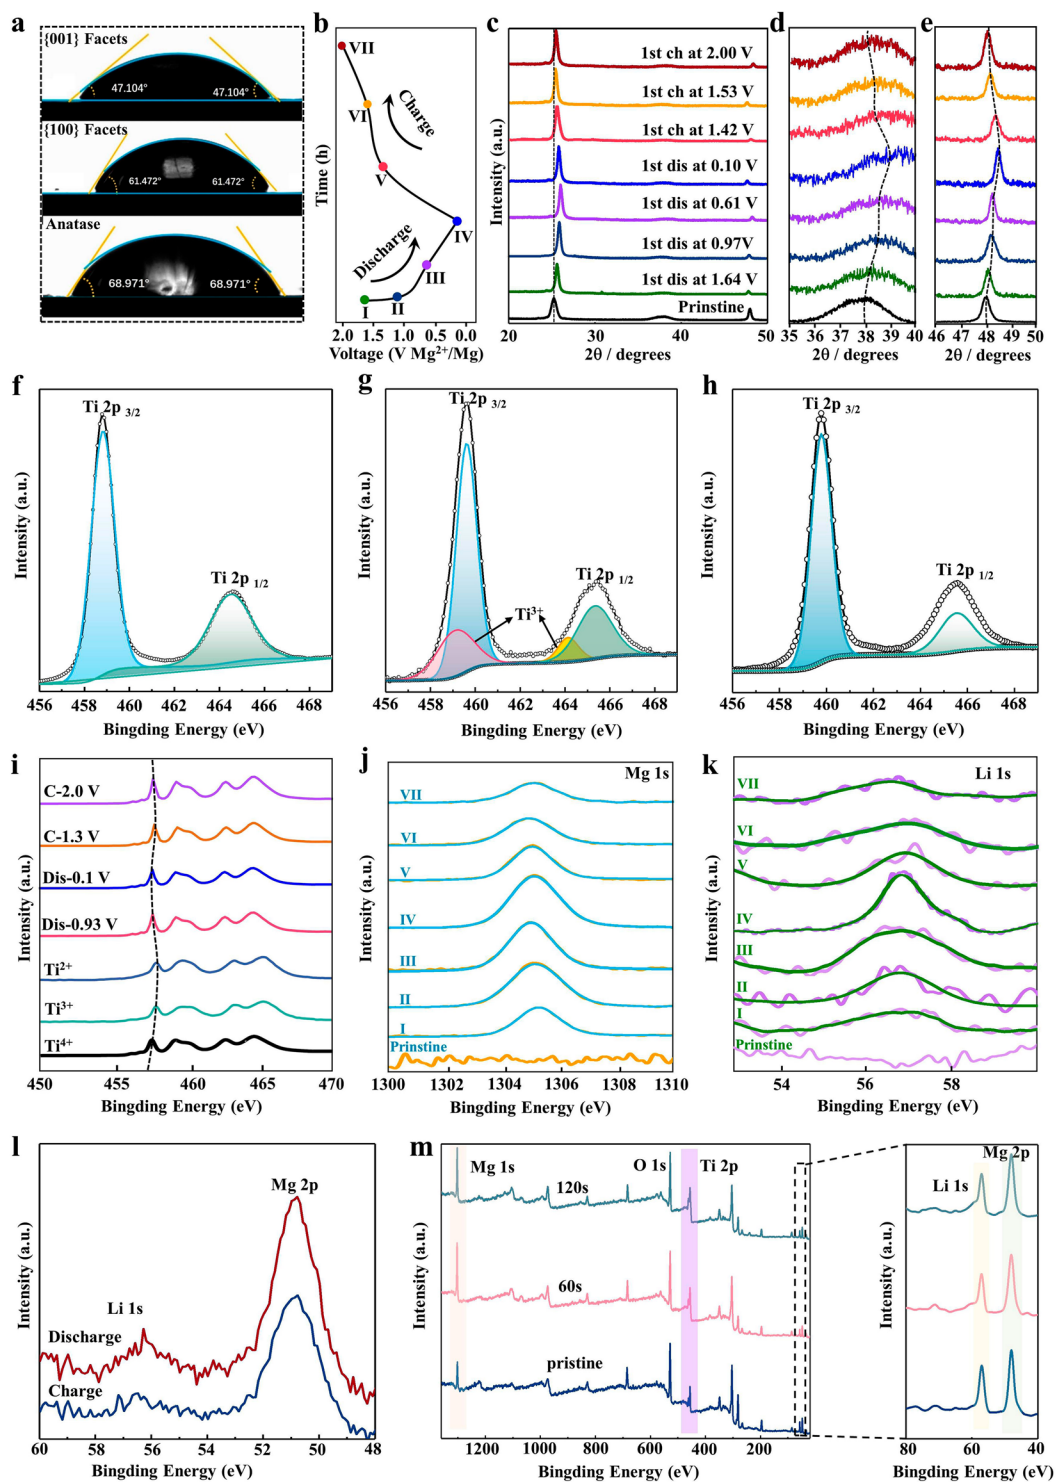 a
{001} Facets
47.104° 47.104°
{100} Facets
61.472° 61.472°
Anatase
68.971° 68.971°
b
Time (h)
VII
VI
Charge
V
Discharge
IV
III
I II
2.0 1.5 1.0 0.5 0.0
Voltage (V Mg²⁺/Mg)
c
Intensity (a.u.)
1st ch at 2.00 V
1st ch at 1.53 V
1st ch at 1.42 V
1st dis at 0.10 V
1st dis at 0.61 V
1st dis at 0.97V
1st dis at 1.64 V
Prinstine
20 30 40 50
2θ / degrees
d
35 36 37 38 39 40
2θ / degrees
e
46 47 48 49 50
2θ / degrees
f
Ti 2p 3/2
Ti 2p 1/2
Intensity (a.u.)
456 458 460 462 464 466 468
Bingding Energy (eV)
g
Ti 2p 3/2
Ti 2p 1/2
Ti³⁺
Intensity (a.u.)
456 458 460 462 464 466 468
Bingding Energy (eV)
h
Ti 2p 3/2
Ti 2p 1/2
Intensity (a.u.)
456 458 460 462 464 466 468
Bingding Energy (eV)
i
Intensity (a.u.)
C-2.0 V
C-1.3 V
Dis-0.1 V
Dis-0.93 V
Ti²⁺
Ti³⁺
Ti⁴⁺
450 455 460 465 470
Bingding Energy (eV)
j
Mg 1s
Intensity (a.u.)
VII
VI
V
IV
III
II
I
Prinstine
1300 1302 1304 1306 1308 1310
Bingding Energy (eV)
k
Li 1s
Intensity (a.u.)
VII
VI
V
IV
III
II
I
Prinstine
54 56 58
Bingding Energy (eV)
l
Mg 2p
Li 1s
Discharge
Charge
Intensity (a.u.)
60 58 56 54 52 50 48
Bingding Energy (eV)
m
Mg 1s O 1s Ti 2p
120s
60s
pristine
Intensity (a.u.)
1200 1000 800 600 400 200
Bingding Energy (eV)
Mg 2p
Li 1s
Intensity (a.u.)
80 60 40
Bingding Energy (eV)